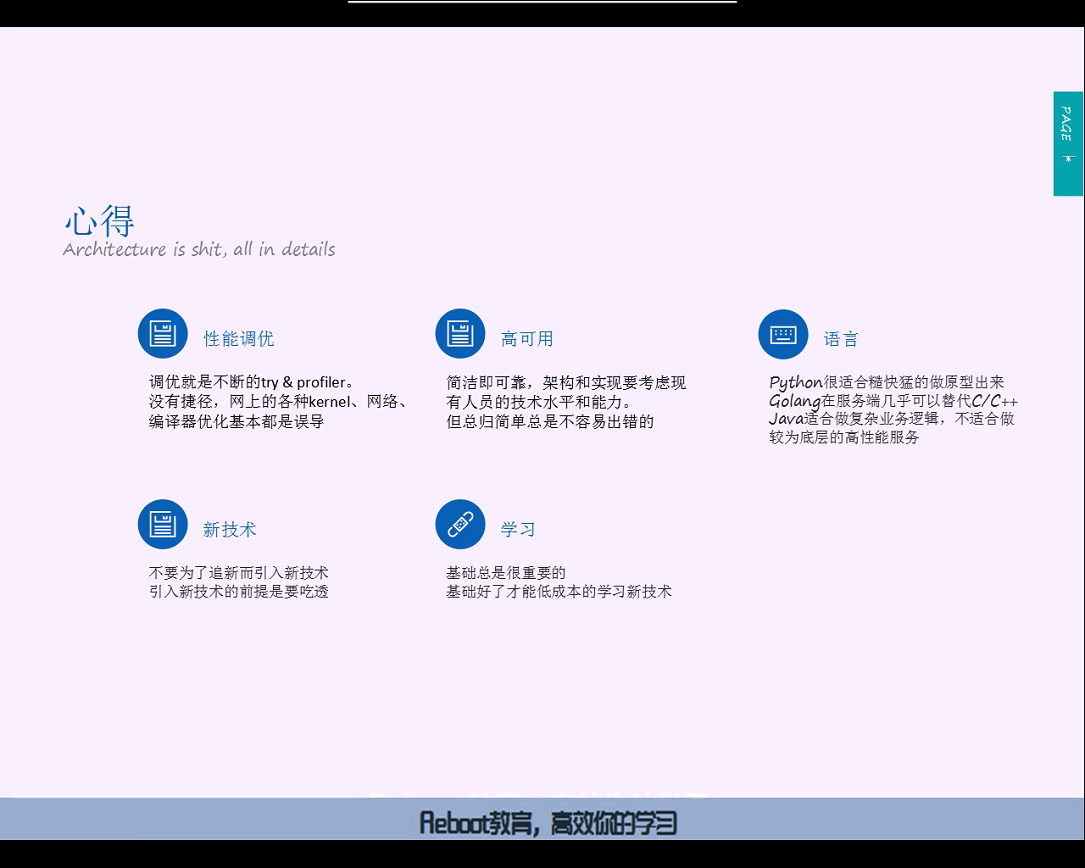 PAGE *
心得
Architecture is shit, all in details
性能调优
调优就是不断的try & profiler。
没有捷径，网上的各种kernel、网络、
编译器优化基本都是误导
高可用
简洁即可靠，架构和实现要考虑现
有人员的技术水平和能力。
但总归简单总是不容易出错的
语言
Python很适合糙快猛的做原型出来
Golang在服务端几乎可以替代C/C++
Java适合做复杂业务逻辑，不适合做
较为底层的高性能服务
新技术
不要为了追新而引入新技术
引入新技术的前提是要吃透
学习
基础总是很重要的
基础好了才能低成本的学习新技术
Reboot教育，高效你的学习